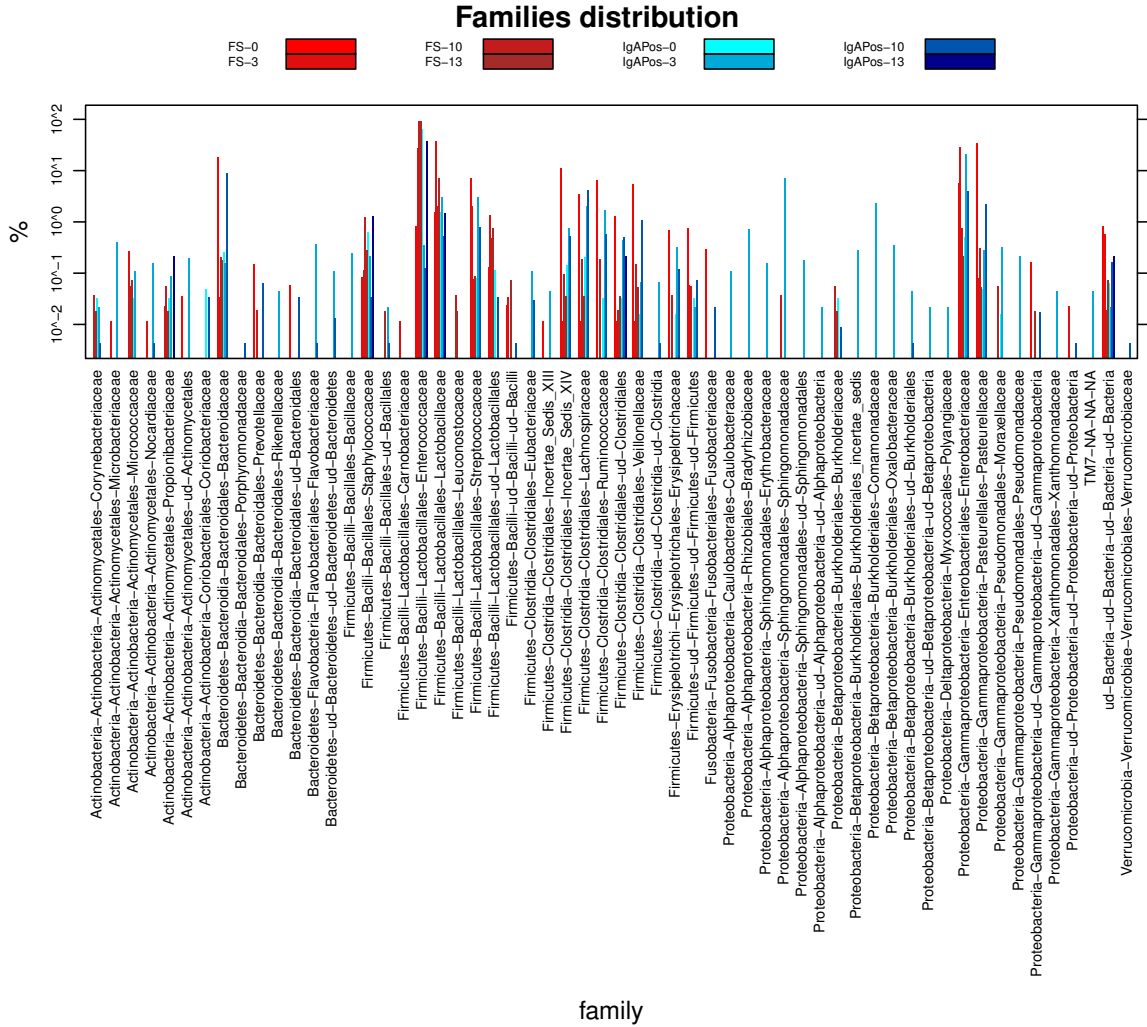 Families distribution
FS-0
FS-3
FS-10
FS-13
IgAPos-0
IgAPos-3
IgAPos-10
IgAPos-13
%
10^2
10^1
10^0
10^-1
10^-2
Actinobacteria-Actinobacteria-Actinomycetales-Corynebacteriaceae
Actinobacteria-Actinobacteria-Actinomycetales-Microbacteriaceae
Actinobacteria-Actinobacteria-Actinomycetales-Micrococcaceae
Actinobacteria-Actinobacteria-Actinomycetales-Nocardiaceae
Actinobacteria-Actinobacteria-Actinomycetales-Propionibacteriaceae
Actinobacteria-Actinobacteria-Actinomycetales-ud-Actinomycetales
Actinobacteria-Actinobacteria-Coriobacteriales-Coriobacteriaceae
Bacteroidetes-Bacteroidia-Bacteroidales-Bacteroidaceae
Bacteroidetes-Bacteroidia-Bacteroidales-Porphyromonadaceae
Bacteroidetes-Bacteroidia-Bacteroidales-Prevotellaceae
Bacteroidetes-Bacteroidia-Bacteroidales-Rikenellaceae
Bacteroidetes-Bacteroidia-Bacteroidales-ud-Bacteroidales
Bacteroidetes-Flavobacteria-Flavobacteriales-Flavobacteriaceae
Bacteroidetes-ud-Bacteroidetes-ud-Bacteroidetes-ud-Bacteroidetes
Firmicutes-Bacilli-Bacillales-Bacillaceae
Firmicutes-Bacilli-Bacillales-Staphylococcaceae
Firmicutes-Bacilli-Bacillales-ud-Bacillales
Firmicutes-Bacilli-Lactobacillales-Carnobacteriaceae
Firmicutes-Bacilli-Lactobacillales-Enterococcaceae
Firmicutes-Bacilli-Lactobacillales-Lactobacillaceae
Firmicutes-Bacilli-Lactobacillales-Leuconostocaceae
Firmicutes-Bacilli-Lactobacillales-Streptococcaceae
Firmicutes-Bacilli-Lactobacillales-ud-Lactobacillales
Firmicutes-Bacilli-ud-Bacilli-ud-Bacilli
Firmicutes-Clostridia-Clostridiales-Eubacteriaceae
Firmicutes-Clostridia-Clostridiales-Incertae_Sedis_XIII
Firmicutes-Clostridia-Clostridiales-Incertae_Sedis_XIV
Firmicutes-Clostridia-Clostridiales-Lachnospiraceae
Firmicutes-Clostridia-Clostridiales-Ruminococcaceae
Firmicutes-Clostridia-Clostridiales-ud-Clostridiales
Firmicutes-Clostridia-Clostridiales-Veillonellaceae
Firmicutes-Clostridia-ud-Clostridia-ud-Clostridia
Firmicutes-Erysipelotrichi-Erysipelotrichales-Erysipelotrichaceae
Firmicutes-ud-Firmicutes-ud-Firmicutes-ud-Firmicutes
Fusobacteria-Fusobacteria-Fusobacteriales-Fusobacteriaceae
Proteobacteria-Alphaproteobacteria-Caulobacterales-Caulobacteraceae
Proteobacteria-Alphaproteobacteria-Rhizobiales-Bradyrhizobiaceae
Proteobacteria-Alphaproteobacteria-Sphingomonadales-Erythrobacteraceae
Proteobacteria-Alphaproteobacteria-Sphingomonadales-Sphingomonadaceae
Proteobacteria-Alphaproteobacteria-Sphingomonadales-ud-Sphingomonadales
Proteobacteria-Alphaproteobacteria-ud-Alphaproteobacteria-ud-Alphaproteobacteria
Proteobacteria-Betaproteobacteria-Burkholderiales-Burkholderiaceae
Proteobacteria-Betaproteobacteria-Burkholderiales-Burkholderiales_incertae_sedis
Proteobacteria-Betaproteobacteria-Burkholderiales-Comamonadaceae
Proteobacteria-Betaproteobacteria-Burkholderiales-Oxalobacteraceae
Proteobacteria-Betaproteobacteria-Burkholderiales-ud-Burkholderiales
Proteobacteria-Betaproteobacteria-ud-Betaproteobacteria-ud-Betaproteobacteria
Proteobacteria-Deltaproteobacteria-Myxococcales-Polyangiaceae
Proteobacteria-Gammaproteobacteria-Enterobacteriales-Enterobacteriaceae
Proteobacteria-Gammaproteobacteria-Pasteurellales-Pasteurellaceae
Proteobacteria-Gammaproteobacteria-Pseudomonadales-Moraxellaceae
Proteobacteria-Gammaproteobacteria-Pseudomonadales-Pseudomonadaceae
Proteobacteria-Gammaproteobacteria-ud-Gammaproteobacteria-ud-Gammaproteobacteria
Proteobacteria-Gammaproteobacteria-Xanthomonadales-Xanthomonadaceae
Proteobacteria-ud-Proteobacteria-ud-Proteobacteria-ud-Proteobacteria
TM7-NA-NA-NA
ud-Bacteria-ud-Bacteria-ud-Bacteria
Verrucomicrobia-Verrucomicrobiae-Verrucomicrobiales-Verrucomicrobiaceae
family